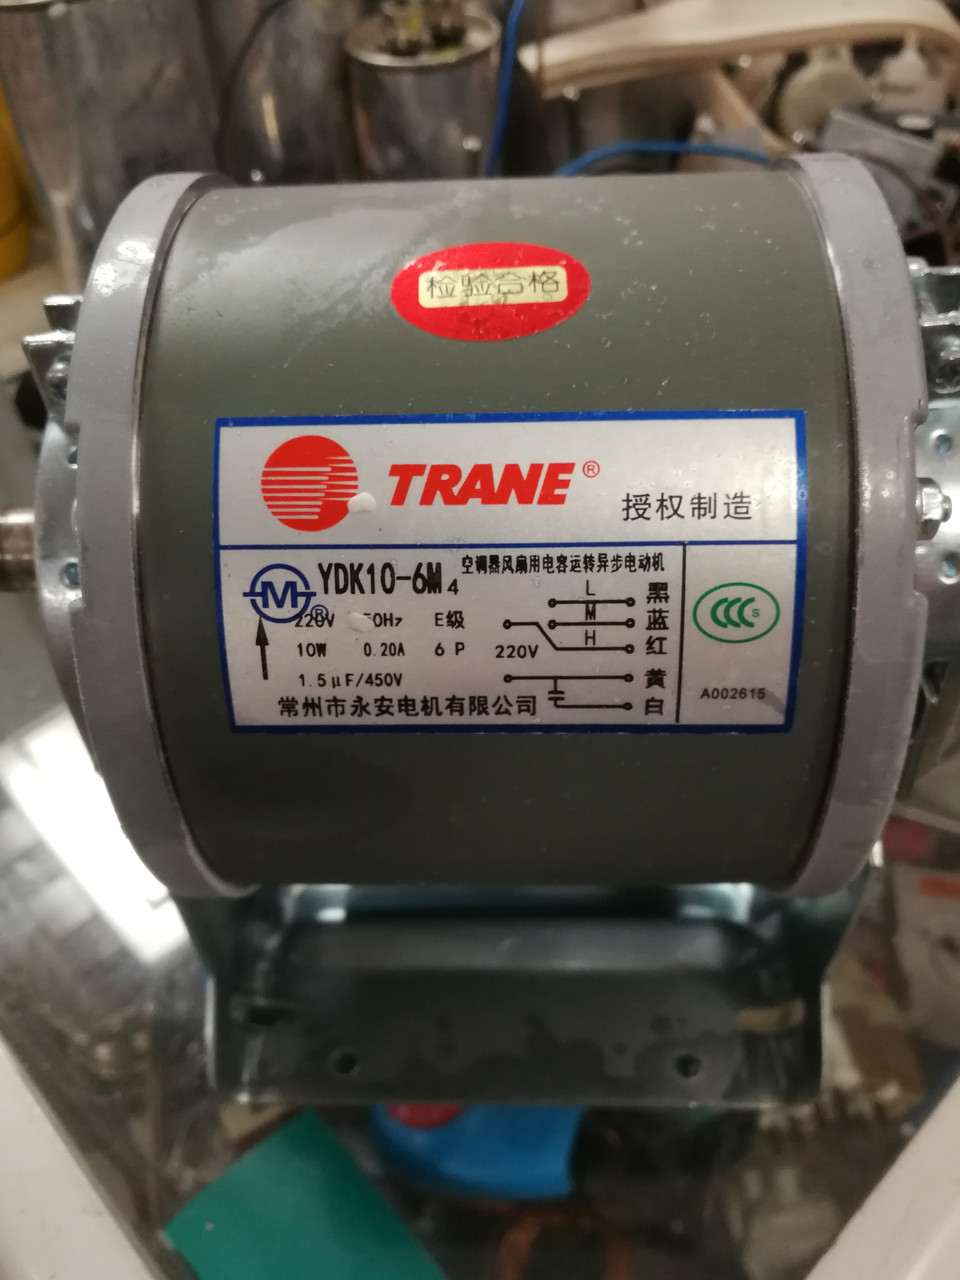 检验合格
TRANE®
授权制造
YDK10-6M4 空调器风扇用电容运转异步电动机
M®
220V 50Hz E级
10W 0.20A 6 P
1.5μF/450V
常州市永安电机有限公司
L 黑
M 蓝
H 红
220V
黄
白
CCC S
A002615